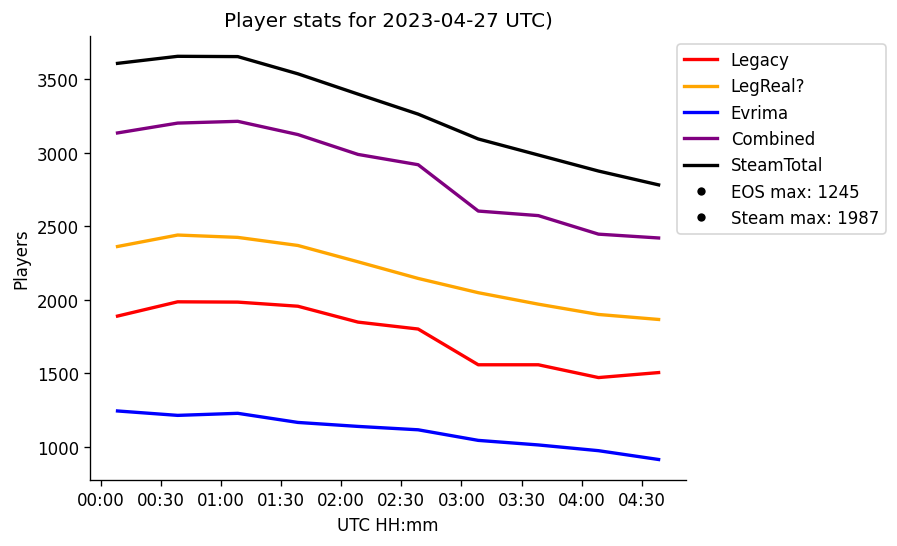 Player stats for 2023-04-27 UTC)
Players
3500
3000
2500
2000
1500
1000
00:00 00:30 01:00 01:30 02:00 02:30 03:00 03:30 04:00 04:30
UTC HH:mm
Legacy
LegReal?
Evrima
Combined
SteamTotal
EOS max: 1245
Steam max: 1987